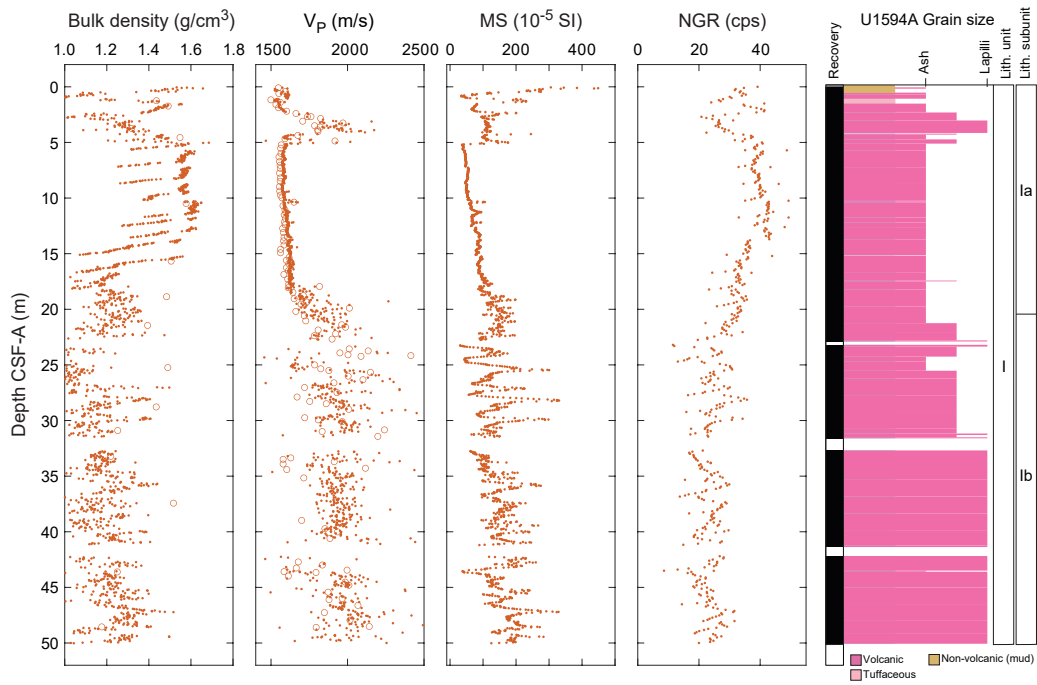 Bulk density (g/cm³)
1.0 1.2 1.4 1.6 1.8
V_P (m/s)
1500 2000 2500
MS (10⁻⁵ SI)
0 200 400
NGR (cps)
0 20 40
U1594A Grain size
Recovery
Ash
Lapilli
Lith. unit
Lith. subunit
Depth CSF-A (m)
0
5
10
15
20
25
30
35
40
45
50
Ia
I
Ib
Volcanic
Non-volcanic (mud)
Tuffaceous